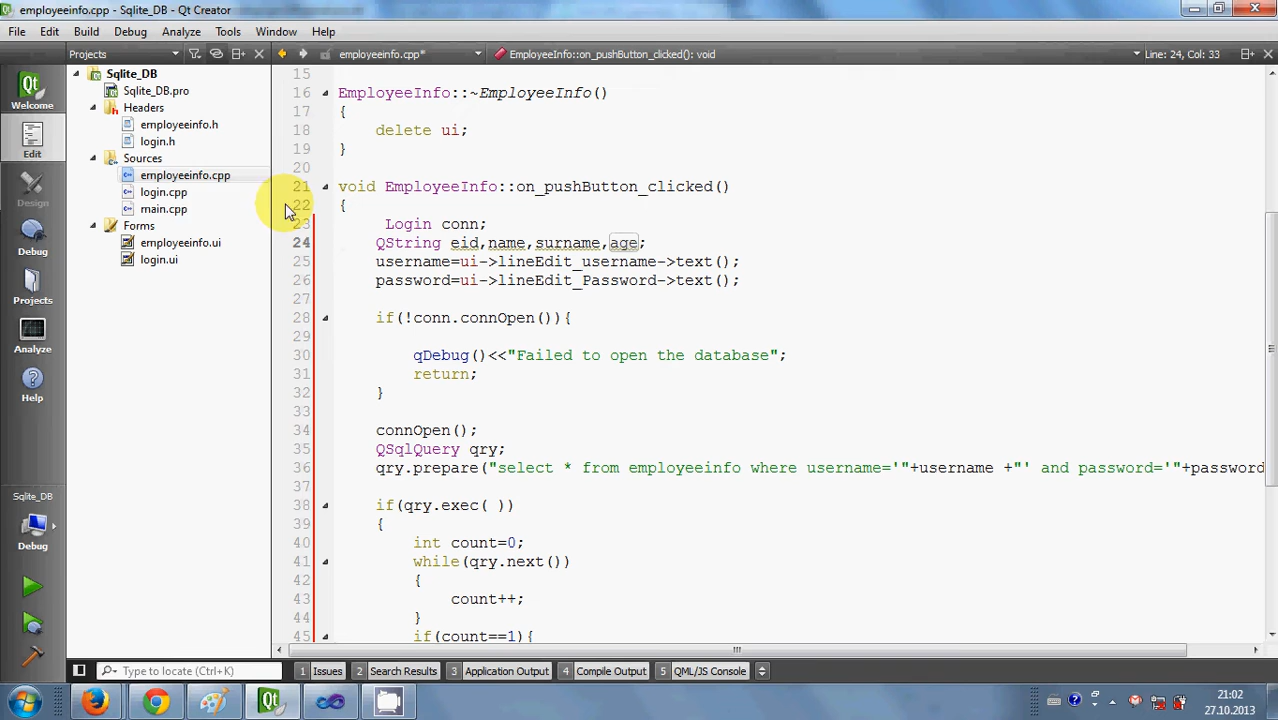 employeeinfo.cpp - Sqlite_DB - Qt Creator
File Edit Build Debug Analyze Tools Window Help
Projects employeeinfo.cpp* EmployeeInfo::on_pushButton_clicked(): void Line: 24, Col: 33
Welcome
Edit
Design
Debug
Projects
Analyze
Help
Sqlite_DB
Debug
Sqlite_DB
Sqlite_DB.pro
Headers
employeeinfo.h
login.h
Sources
employeeinfo.cpp
login.cpp
main.cpp
Forms
employeeinfo.ui
login.ui
15
16 EmployeeInfo::~EmployeeInfo()
17 {
18 delete ui;
19 }
20
21 void EmployeeInfo::on_pushButton_clicked()
22 {
23 Login conn;
24 QString eid,name,surname,age;
25 username=ui->lineEdit_username->text();
26 password=ui->lineEdit_Password->text();
27
28 if(!conn.connOpen()){
29
30 qDebug()<<"Failed to open the database";
31 return;
32 }
33
34 connOpen();
35 QSqlQuery qry;
36 qry.prepare("select * from employeeinfo where username='"+username +"' and password='"+password
37
38 if(qry.exec( ))
39 {
40 int count=0;
41 while(qry.next())
42 {
43 count++;
44 }
45 if(count==1){
Type to locate (Ctrl+K) 1 Issues 2 Search Results 3 Application Output 4 Compile Output 5 QML/JS Console
21:02
27.10.2013